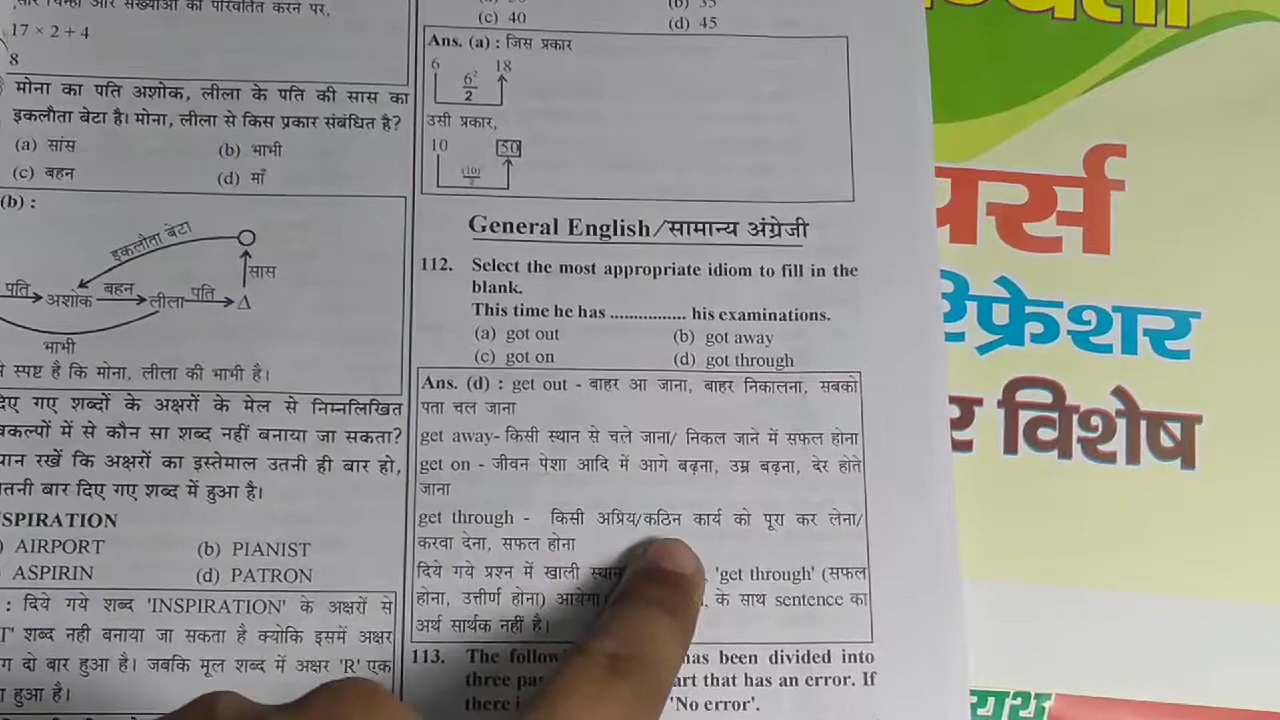 17 × 2 + 4
8
मोना का पति अशोक, लीला के पति की सास का
इकलौता बेटा है। मोना, लीला से किस प्रकार संबंधित है?
(a) सांस (b) भाभी
(c) बहन (d) माँ
(b) :
इकलौता बेटा
सास
पति अशोक बहन लीला पति Δ
भाभी
स्पष्ट है कि मोना, लीला की भाभी है।
दिए गए शब्दों के अक्षरों के मेल से निम्नलिखित
में से कौन सा शब्द नहीं बनाया जा सकता?
रखें कि अक्षरों का इस्तेमाल उतनी ही बार हो,
बार दिए गए शब्द में हुआ है।
SPIRATION
) AIRPORT (b) PIANIST
ASPIRIN (d) PATRON
: दिये गये शब्द 'INSPIRATION' के अक्षरों से
T' शब्द नही बनाया जा सकता है क्योकि इसमें अक्षर
दो बार हुआ है। जबकि मूल शब्द में अक्षर 'R' एक
हुआ है।
(c) 40 (d) 45
Ans. (a) : जिस प्रकार
6 18
6²
2
उसी प्रकार,
10 50
(10)
2
General English/सामान्य अंग्रेजी
112. Select the most appropriate idiom to fill in the
blank.
This time he has ................ his examinations.
(a) got out (b) got away
(c) got on (d) got through
Ans. (d) : get out - बाहर आ जाना, बाहर निकालना, सबको
पता चल जाना
get away- किसी स्थान से चले जाना/ निकल जाने में सफल होना
get on - जीवन पेशा आदि में आगे बढ़ना, उम्र बढ़ना, देर होते
जाना
get through - किसी अप्रिय/कठिन कार्य को पूरा कर लेना/
करवा देना, सफल होना
दिये गये प्रश्न में खाली स्थान , 'get through' (सफल
होना, उत्तीर्ण होना) आयेगा। के साथ sentence का
अर्थ सार्थक नहीं है।
113. The has been divided into
three art that has an error. If
there 'No error'.
र्स
रिफ्रेशर
र विशेष